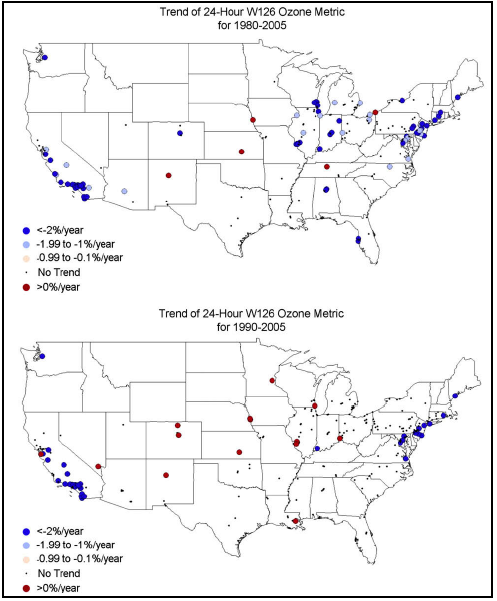 Trend of 24-Hour W126 Ozone Metric
for 1980-2005
<-2%/year
-1.99 to -1%/year
-0.99 to -0.1%/year
No Trend
>0%/year
Trend of 24-Hour W126 Ozone Metric
for 1990-2005
<-2%/year
-1.99 to -1%/year
-0.99 to -0.1%/year
No Trend
>0%/year